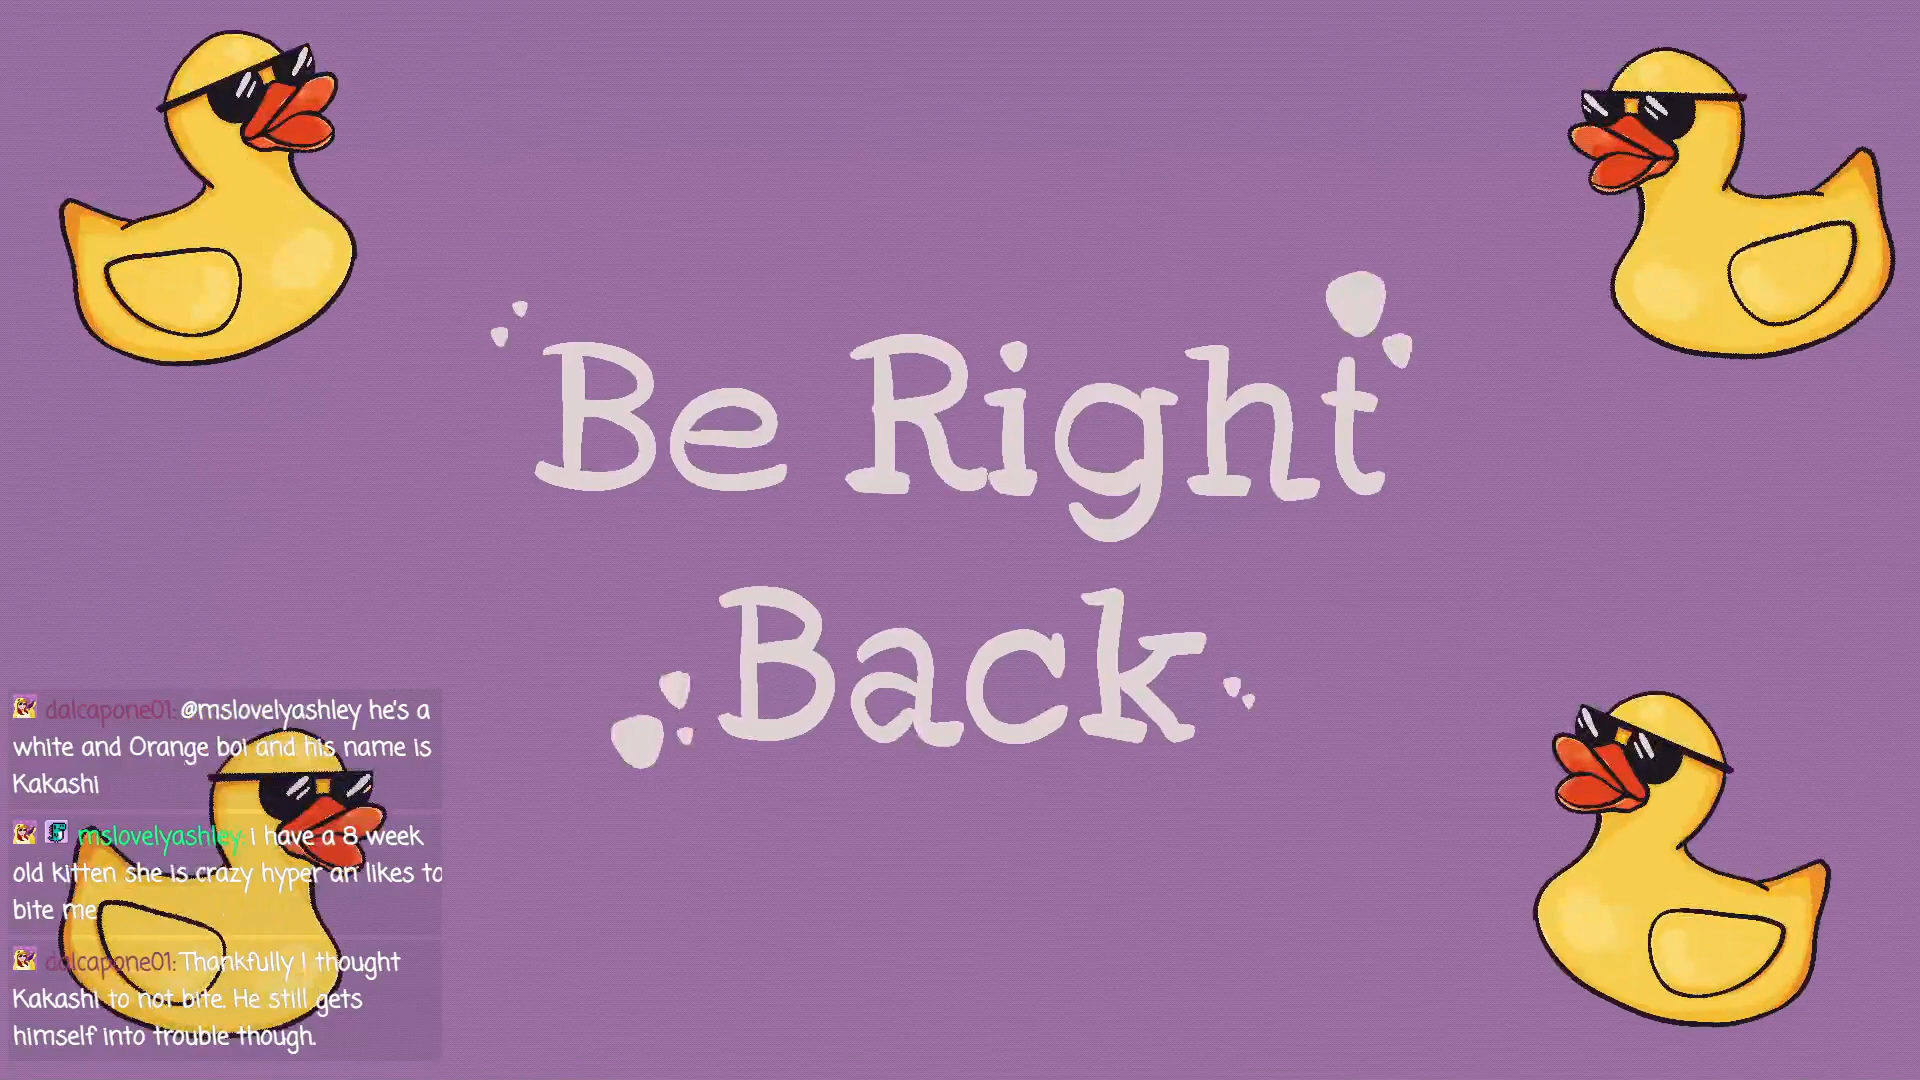 Be Right
Back
dalcapone01: @mslovelyashley he's a
white and Orange boi and his name is
Kakashi
mslovelyashley: i have a 8 week
old kitten she is crazy hyper an likes to
bite me
dalcapone01: Thankfully I thought
Kakashi to not bite. He still gets
himself into trouble though.